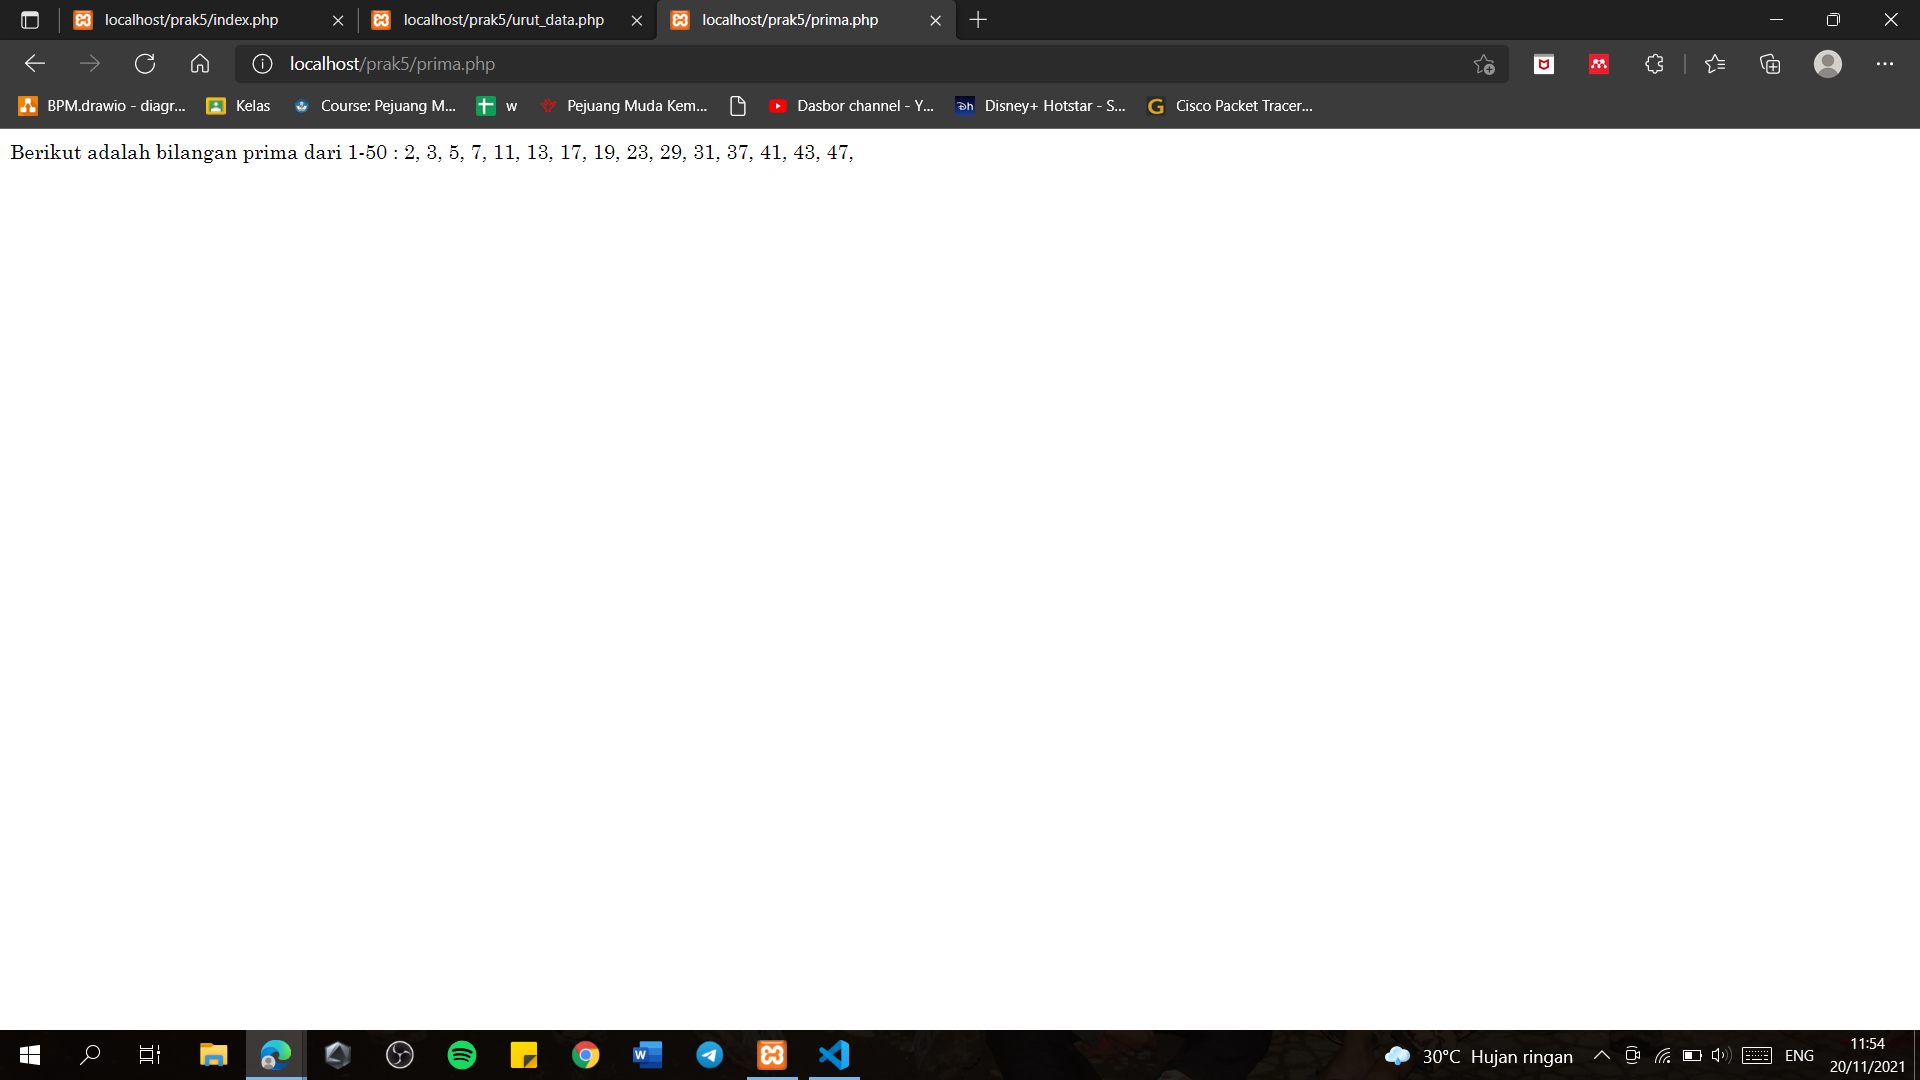 localhost/prak5/index.php
localhost/prak5/urut_data.php
localhost/prak5/prima.php
localhost/prak5/prima.php
BPM.drawio - diagr...
Kelas
Course: Pejuang M...
w
Pejuang Muda Kem...
Dasbor channel - Y...
Disney+ Hotstar - S...
Cisco Packet Tracer...
Berikut adalah bilangan prima dari 1-50 : 2, 3, 5, 7, 11, 13, 17, 19, 23, 29, 31, 37, 41, 43, 47,
30°C Hujan ringan
ENG
11:54
20/11/2021